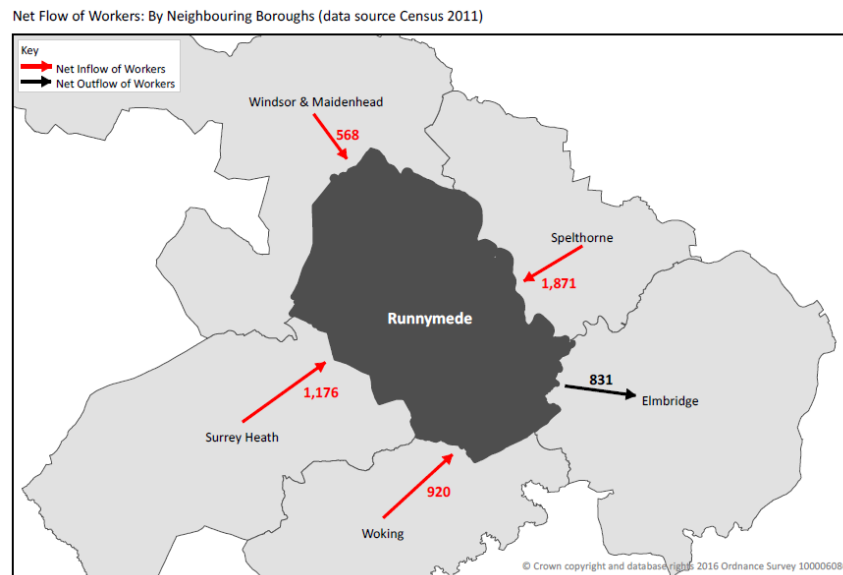 Net Flow of Workers: By Neighbouring Boroughs (data source Census 2011)
Key
Net Inflow of Workers
Net Outflow of Workers
Windsor & Maidenhead
568
Spelthorne
1,871
Runnymede
831
Elmbridge
1,176
Surrey Heath
920
Woking
© Crown copyright and database rights 2016 Ordnance Survey 10000608